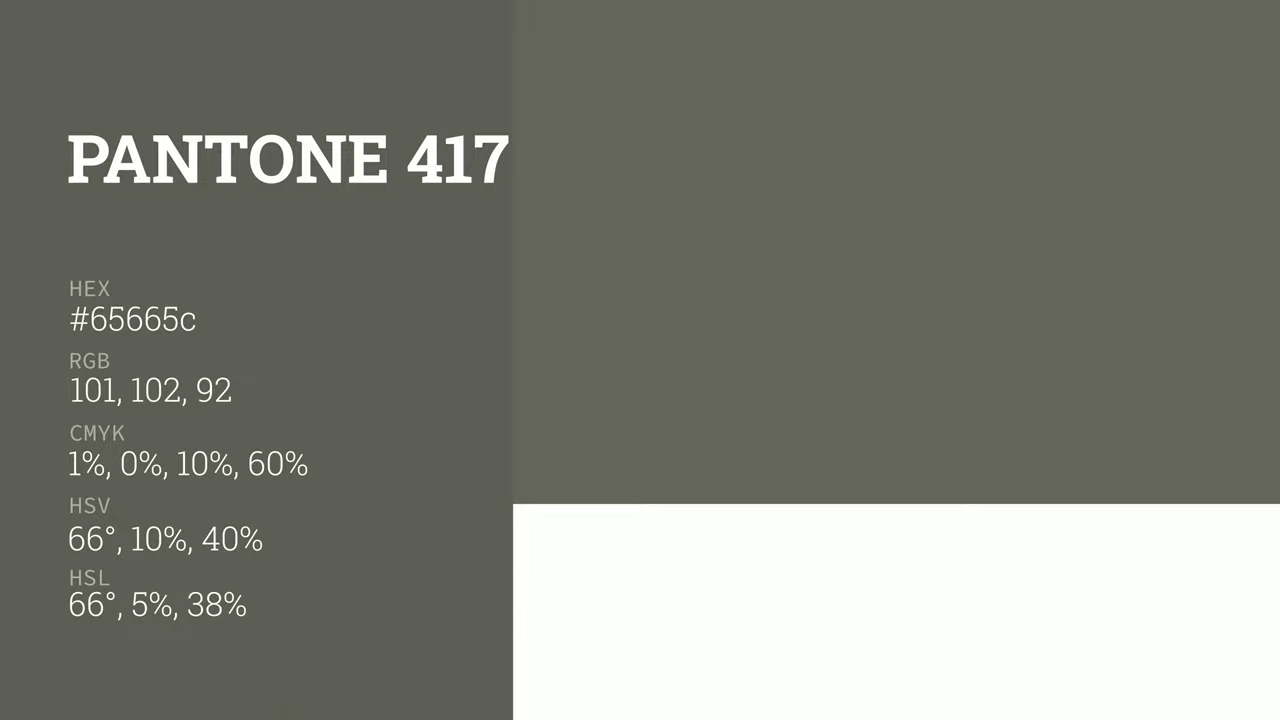 PANTONE 417
HEX
#65665c
RGB
101, 102, 92
CMYK
1%, 0%, 10%, 60%
HSV
66°, 10%, 40%
HSL
66°, 5%, 38%